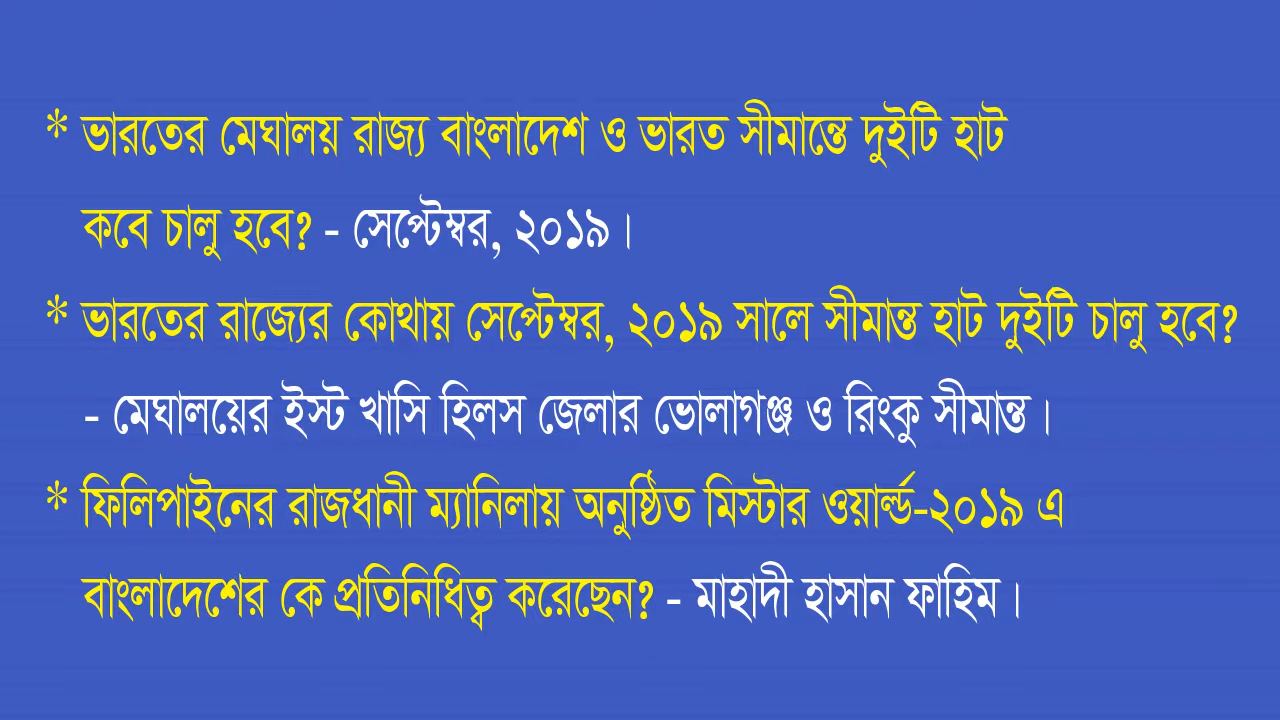 * ভারতের মেঘালয় রাজ্য বাংলাদেশ ও ভারত সীমান্তে দুইটি হাট
কবে চালু হবে? - সেপ্টেম্বর, ২০১৯।
* ভারতের রাজ্যের কোথায় সেপ্টেম্বর, ২০১৯ সালে সীমান্ত হাট দুইটি চালু হবে?
- মেঘালয়ের ইস্ট খাসি হিলস জেলার ভোলাগঞ্জ ও রিংকু সীমান্ত।
* ফিলিপাইনের রাজধানী ম্যানিলায় অনুষ্ঠিত মিস্টার ওয়ার্ল্ড-২০১৯ এ
বাংলাদেশের কে প্রতিনিধিত্ব করেছেন? - মাহাদী হাসান ফাহিম।